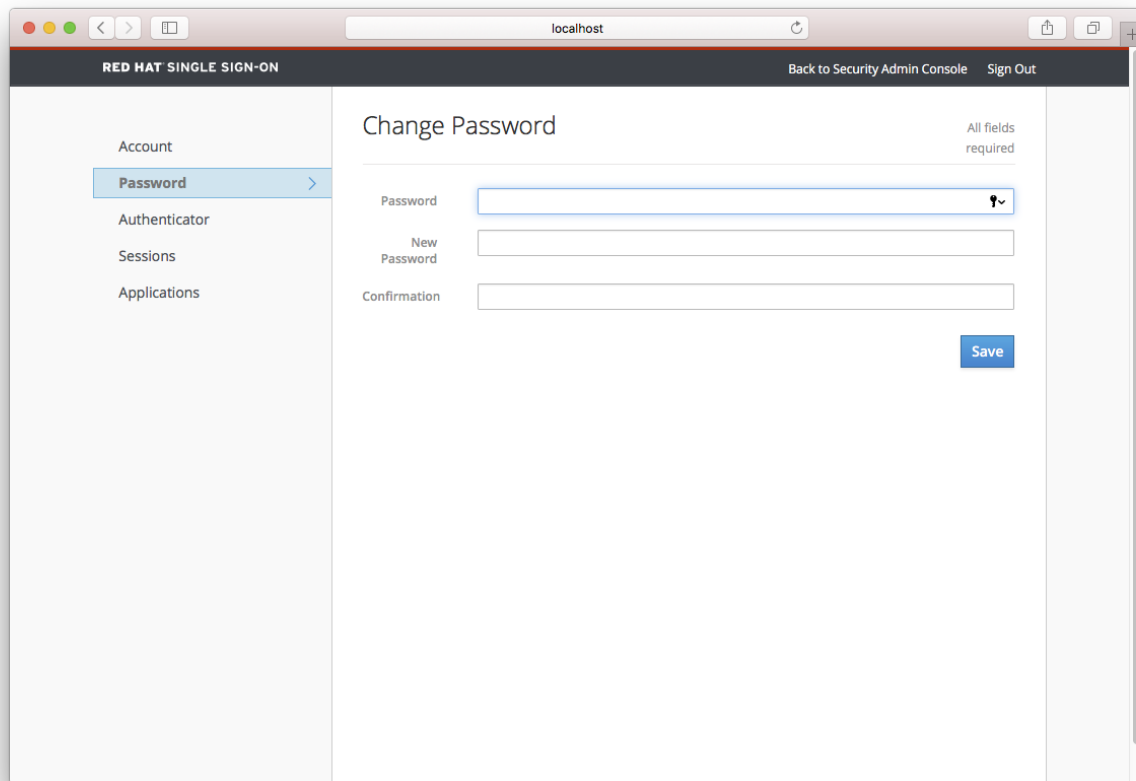 localhost
RED HAT SINGLE SIGN-ON
Back to Security Admin Console Sign Out
Account
Password
Authenticator
Sessions
Applications
Change Password
All fields
required
Password
New
Password
Confirmation
Save